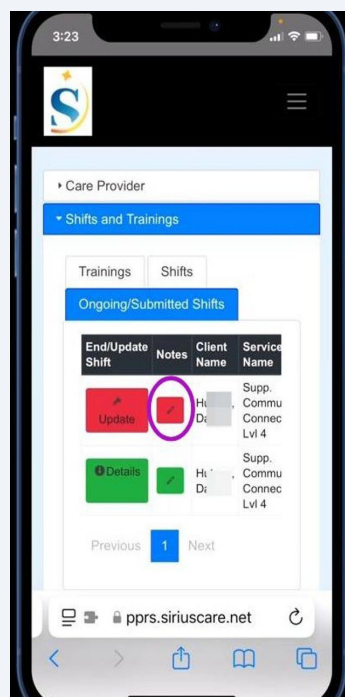 3:23
S
Care Provider
Shifts and Trainings
Trainings Shifts
Ongoing/Submitted Shifts
End/Update Shift Notes Client Name Service Name
Update
Supp. Commu Connec Lvl 4
Details
Supp. Commu Connec Lvl 4
Previous 1 Next
pprs.siriuscare.net